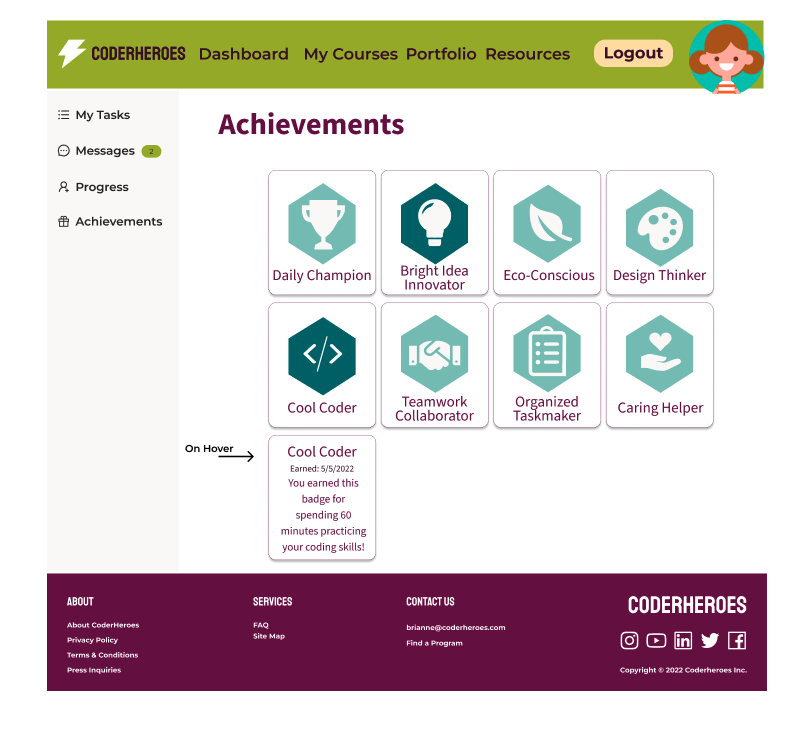 CODERHEROES Dashboard My Courses Portfolio Resources Logout
My Tasks
Messages 2
Progress
Achievements
Achievements
Daily Champion
Bright Idea
Innovator
Eco-Conscious
Design Thinker
Cool Coder
Teamwork
Collaborator
Organized
Taskmaker
Caring Helper
On Hover
Cool Coder
Earned: 5/5/2022
You earned this
badge for
spending 60
minutes practicing
your coding skills!
ABOUT
About CoderHeroes
Privacy Policy
Terms & Conditions
Press Inquiries
SERVICES
FAQ
Site Map
CONTACT US
brianne@coderheroes.com
Find a Program
CODERHEROES
Copyright © 2022 Coderheroes Inc.